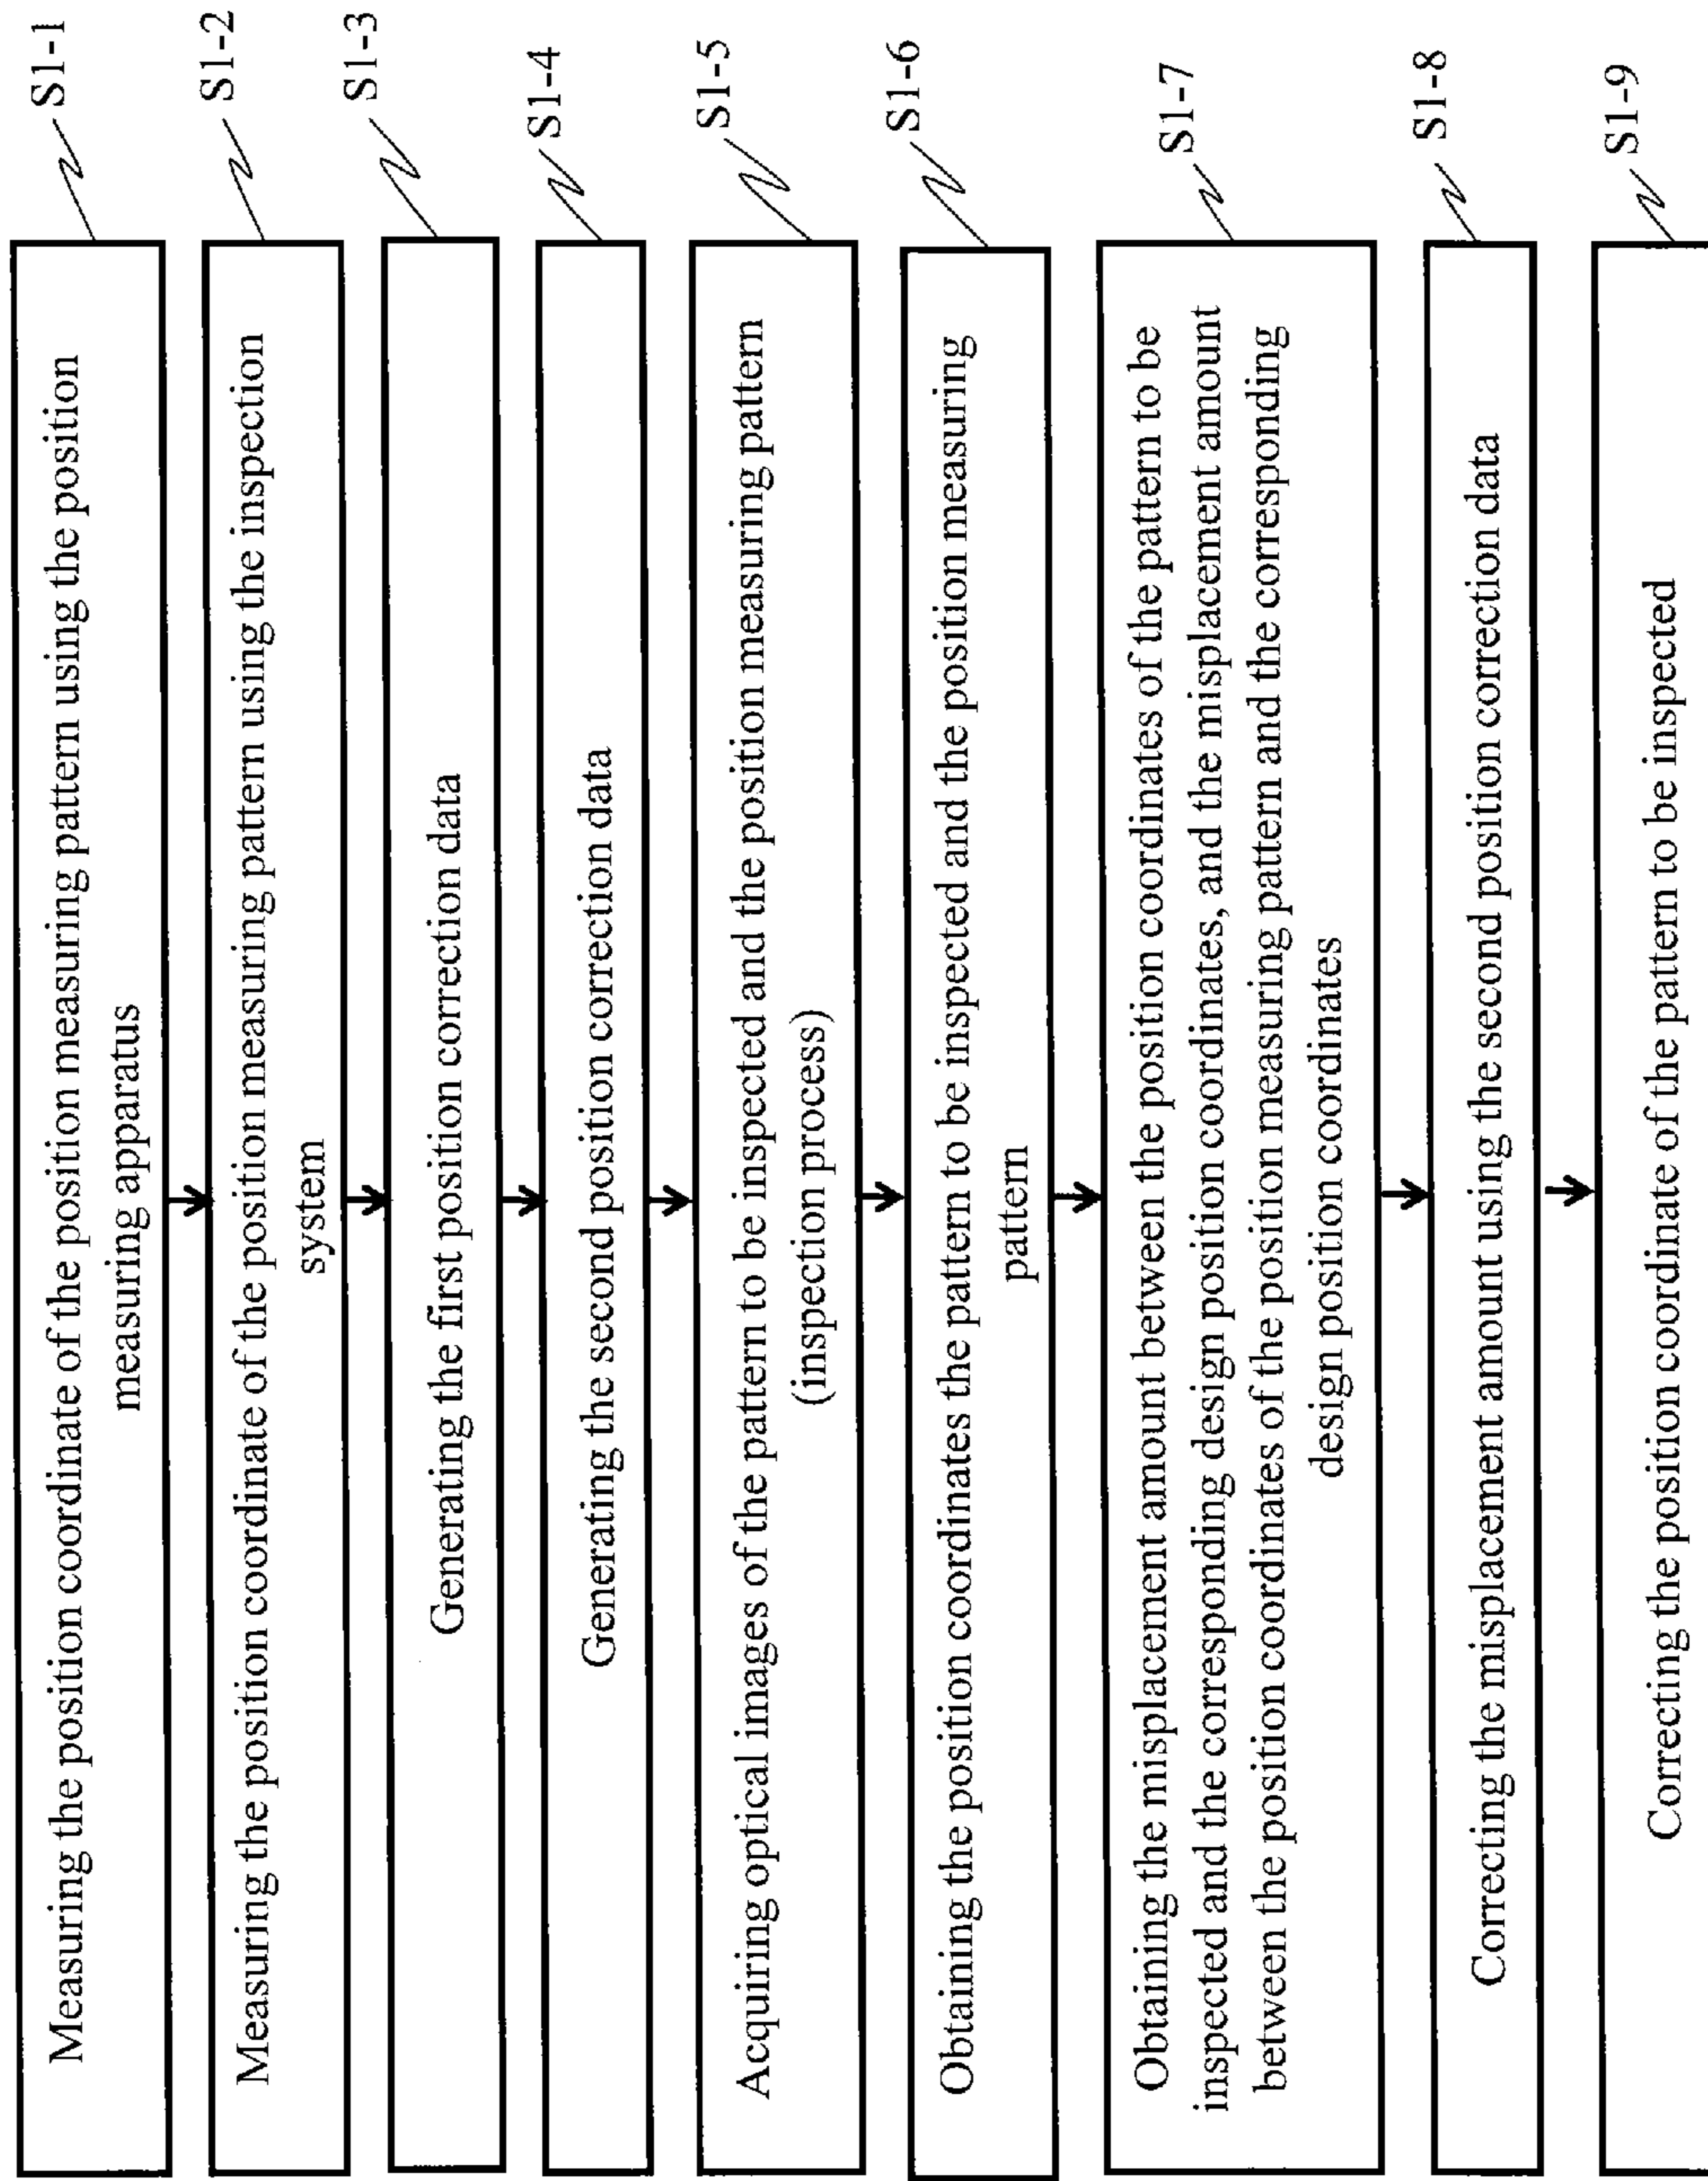 Measuring the position coordinate of the position measuring pattern using the position
measuring apparatus
S1-1
Measuring the position coordinate of the position measuring pattern using the inspection
system
S1-2
Generating the first position correction data
S1-3
Generating the second position correction data
S1-4
Acquiring optical images of the pattern to be inspected and the position measuring pattern
(inspection process)
S1-5
Obtaining the position coordinates the pattern to be inspected and the position measuring
pattern
S1-6
Obtaining the misplacement amount between the position coordinates of the pattern to be
inspected and the corresponding design position coordinates, and the misplacement amount
between the position coordinates of the position measuring pattern and the corresponding
design position coordinates
S1-7
Correcting the misplacement amount using the second position correction data
S1-8
Correcting the position coordinate of the pattern to be inspected
S1-9